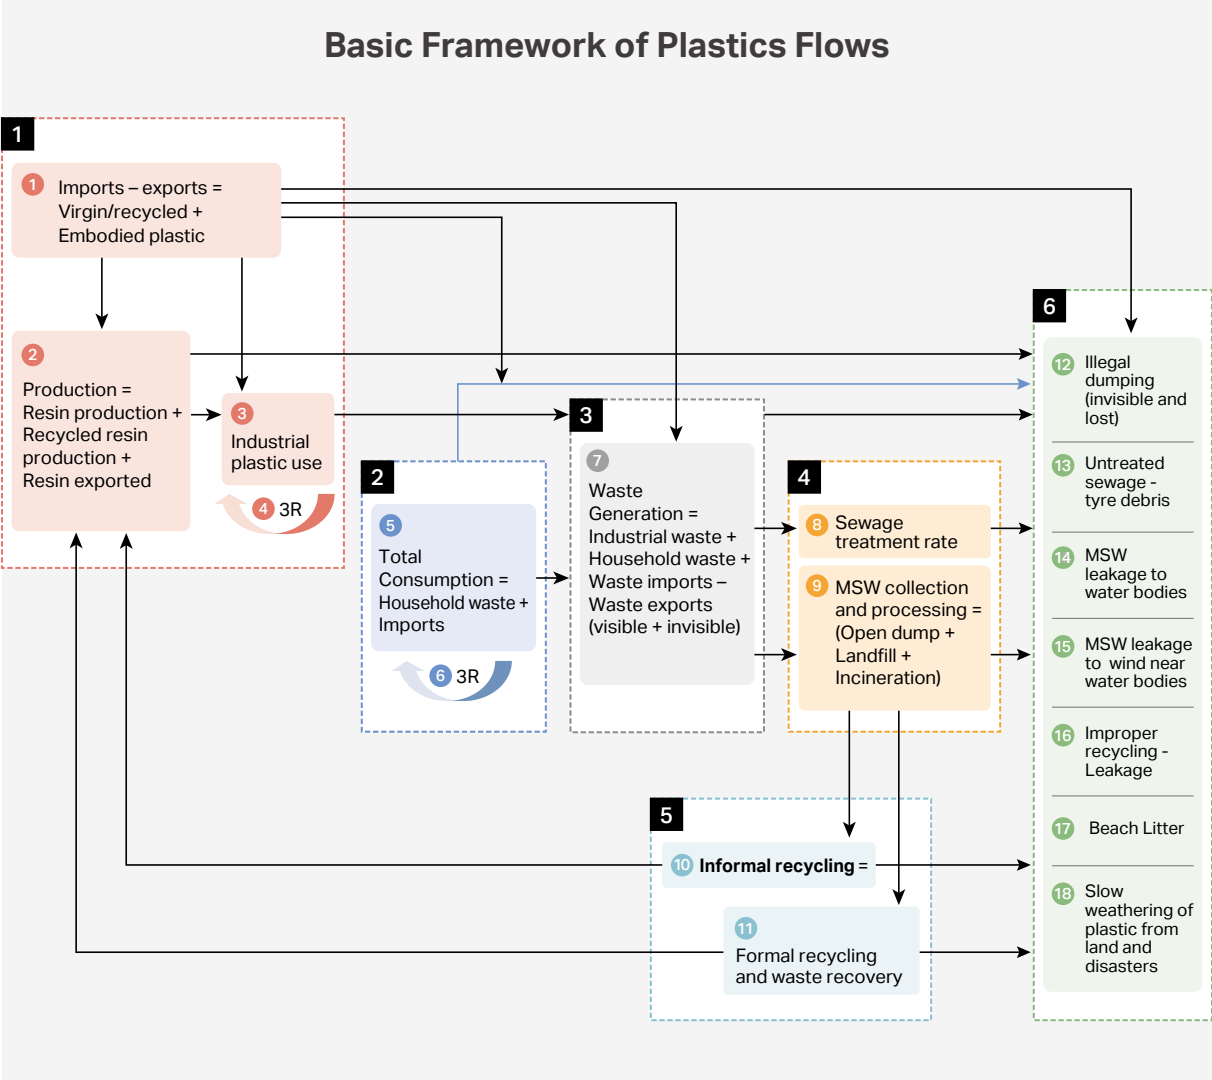 Basic Framework of Plastics Flows
1
1
Imports – exports =
Virgin/recycled +
Embodied plastic
2
Production =
Resin production +
Recycled resin
production +
Resin exported
3
Industrial
plastic use
4 3R
2
5
Total
Consumption =
Household waste +
Imports
6 3R
3
7
Waste
Generation =
Industrial waste +
Household waste +
Waste imports –
Waste exports
(visible + invisible)
4
8 Sewage
treatment rate
9 MSW collection
and processing =
(Open dump +
Landfill +
Incineration)
5
10 Informal recycling =
11
Formal recycling
and waste recovery
6
12 Illegal
dumping
(invisible and
lost)
13 Untreated
sewage -
tyre debris
14 MSW
leakage to
water bodies
15 MSW leakage
to wind near
water bodies
16 Improper
recycling -
Leakage
17 Beach Litter
18 Slow
weathering of
plastic from
land and
disasters